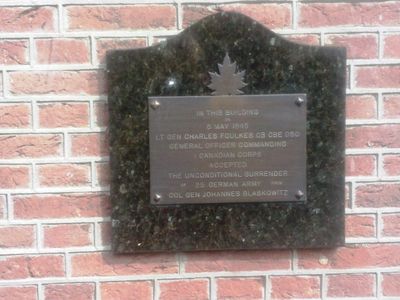 IN THIS BUILDING
ON
5 MAY 1945
LT GEN CHARLES FOULKES CB CBE DSO
GENERAL OFFICER COMMANDING
1 CANADIAN CORPS
ACCEPTED
THE UNCONDITIONAL SURRENDER
OF 25 GERMAN ARMY FROM
COL GEN JOHANNES BLASKOWITZ